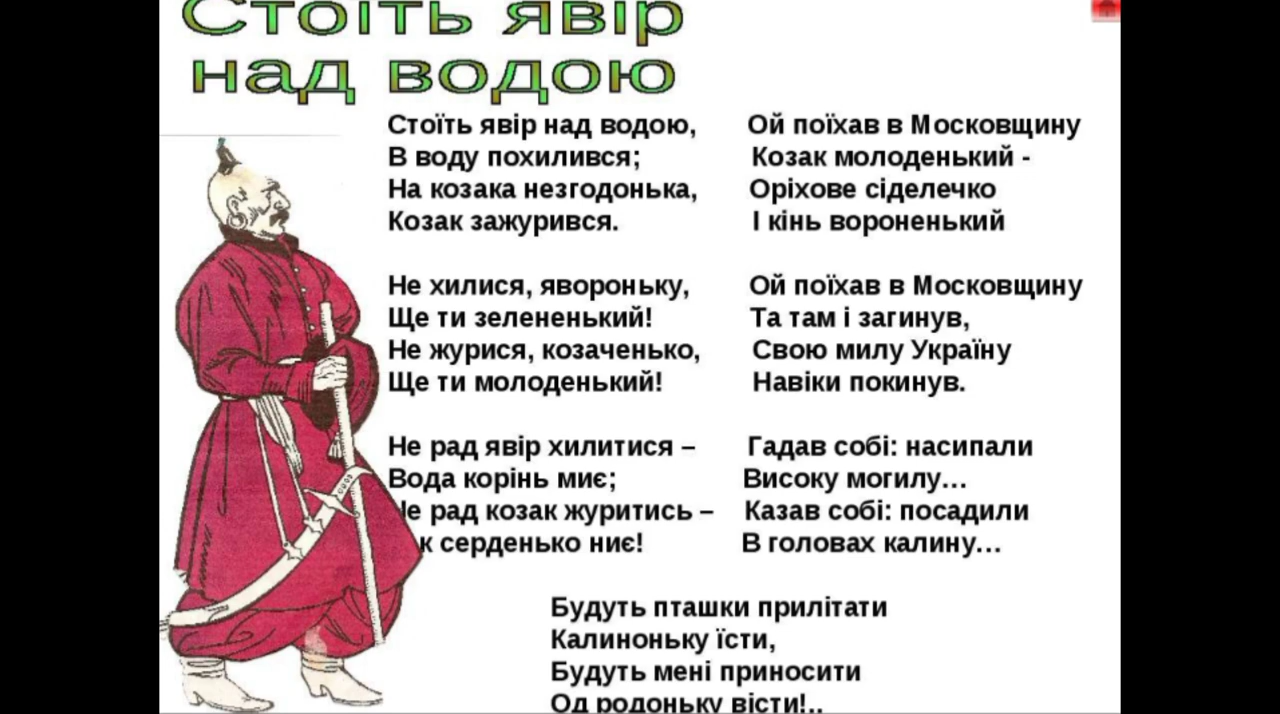 Стоїть явір
над водою
Стоїть явір над водою,
В воду похилився;
На козака незгодонька,
Козак зажурився.
Не хилися, явороньку,
Ще ти зелененький!
Не журися, козаченько,
Ще ти молоденький!
Не рад явір хилитися –
Вода корінь миє;
рад козак журитись –
серденько ниє!
Ой поїхав в Московщину
Козак молоденький -
Оріхове сіделечко
І кінь вороненький
Ой поїхав в Московщину
Та там і загинув,
Свою милу Україну
Навіки покинув.
Гадав собі: насипали
Високу могилу…
Казав собі: посадили
В головах калину…
Будуть пташки прилітати
Калиноньку їсти,
Будуть мені приносити
Од родоньку вісти!..